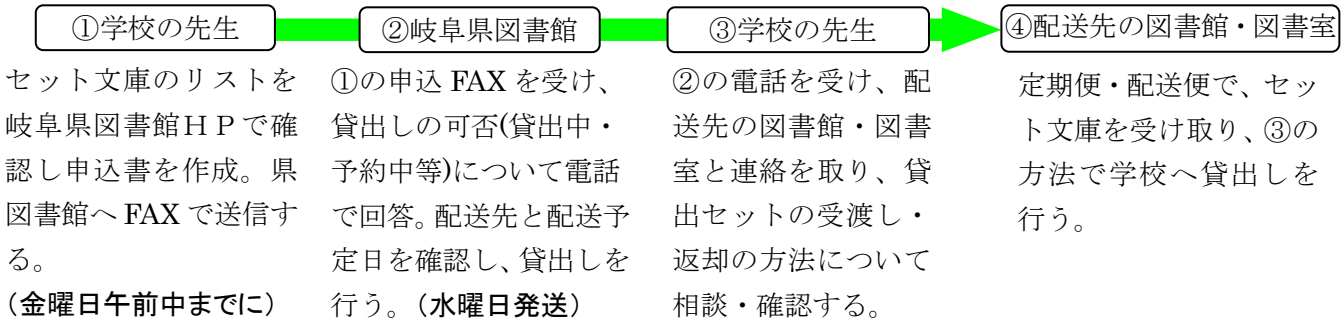 ①学校の先生
セット文庫のリストを
岐阜県図書館ＨＰで確
認し申込書を作成。県
図書館へ FAX で送信す
る。
（金曜日午前中までに）
②岐阜県図書館
①の申込 FAX を受け、
貸出しの可否(貸出中・
予約中等)について電話
で回答。配送先と配送予
定日を確認し、貸出しを
行う。（水曜日発送）
③学校の先生
②の電話を受け、配
送先の図書館・図書
室と連絡を取り、貸
出セットの受渡し・
返却の方法について
相談・確認する。
④配送先の図書館・図書室
定期便・配送便で、セッ
ト文庫を受け取り、③の
方法で学校へ貸出しを
行う。